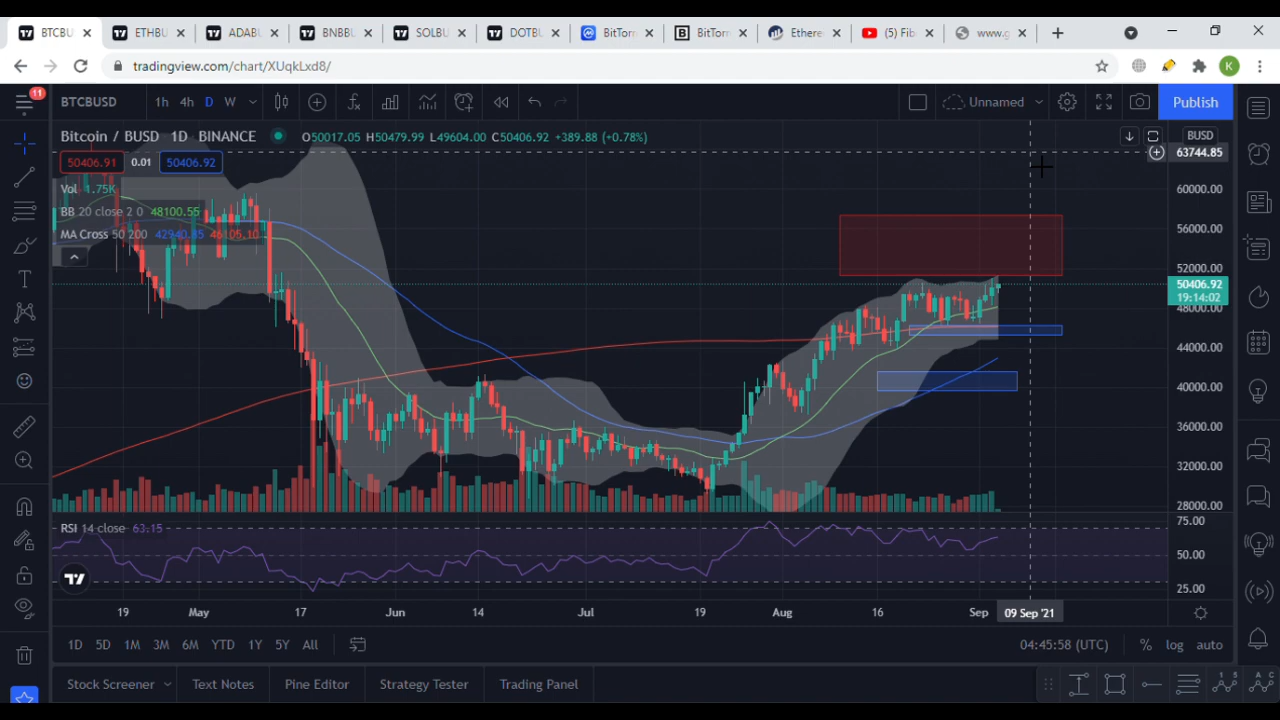 BTCBU
ETHBU
ADABU
BNBBU
SOLBU
DOTBU
BitTorr
BitTorr
Ethere
(5) Fib
www.g
tradingview.com/chart/XUqkLxd8/
K
11
BTCBUSD
1h 4h D W
Unnamed
Publish
Bitcoin / BUSD 1D BINANCE
O50017.05 H50479.99 L49604.00 C50406.92 +389.88 (+0.78%)
BUSD
50406.91 0.01 50406.92
63744.85
Vol 1.75K
60000.00
BB 20 close 2 0 48100.55
56000.00
MA Cross 50 200 42940.85 46105.10
52000.00
50406.92
19:14:02
48000.00
44000.00
40000.00
36000.00
32000.00
28000.00
RSI 14 close 63.15
75.00
50.00
25.00
19 May 17 Jun 14 Jul 19 Aug 16 Sep 09 Sep '21
1D 5D 1M 3M 6M YTD 1Y 5Y All
04:45:58 (UTC) % log auto
Stock Screener Text Notes Pine Editor Strategy Tester Trading Panel